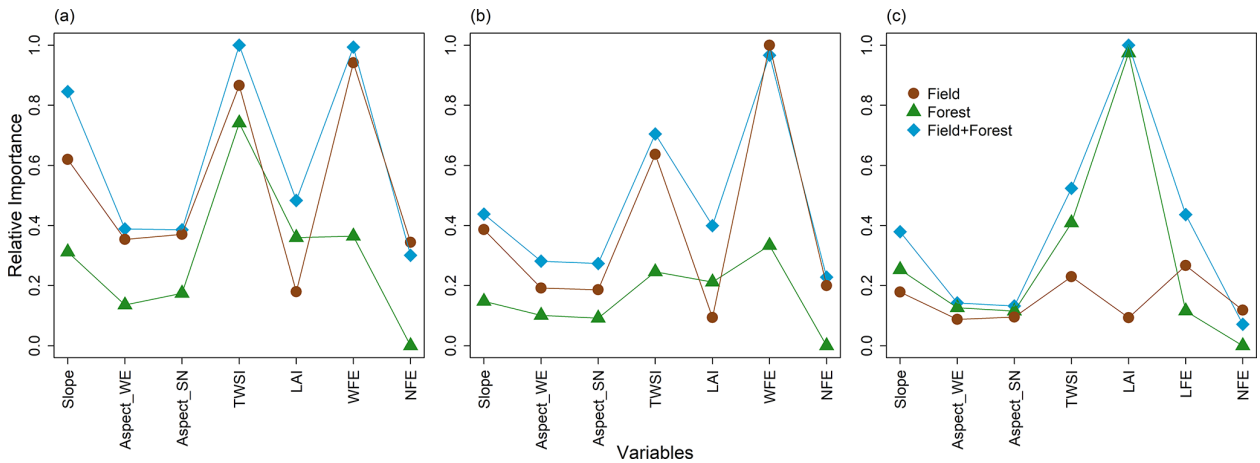 (a)
(b)
(c)
Relative Importance
0.0 0.2 0.4 0.6 0.8 1.0
Slope Aspect_WE Aspect_SN TWSI LAI WFE NFE
0.0 0.2 0.4 0.6 0.8 1.0
Slope Aspect_WE Aspect_SN TWSI LAI WFE NFE
0.0 0.2 0.4 0.6 0.8 1.0
Field
Forest
Field+Forest
Slope Aspect_WE Aspect_SN TWSI LAI LFE NFE
Variables